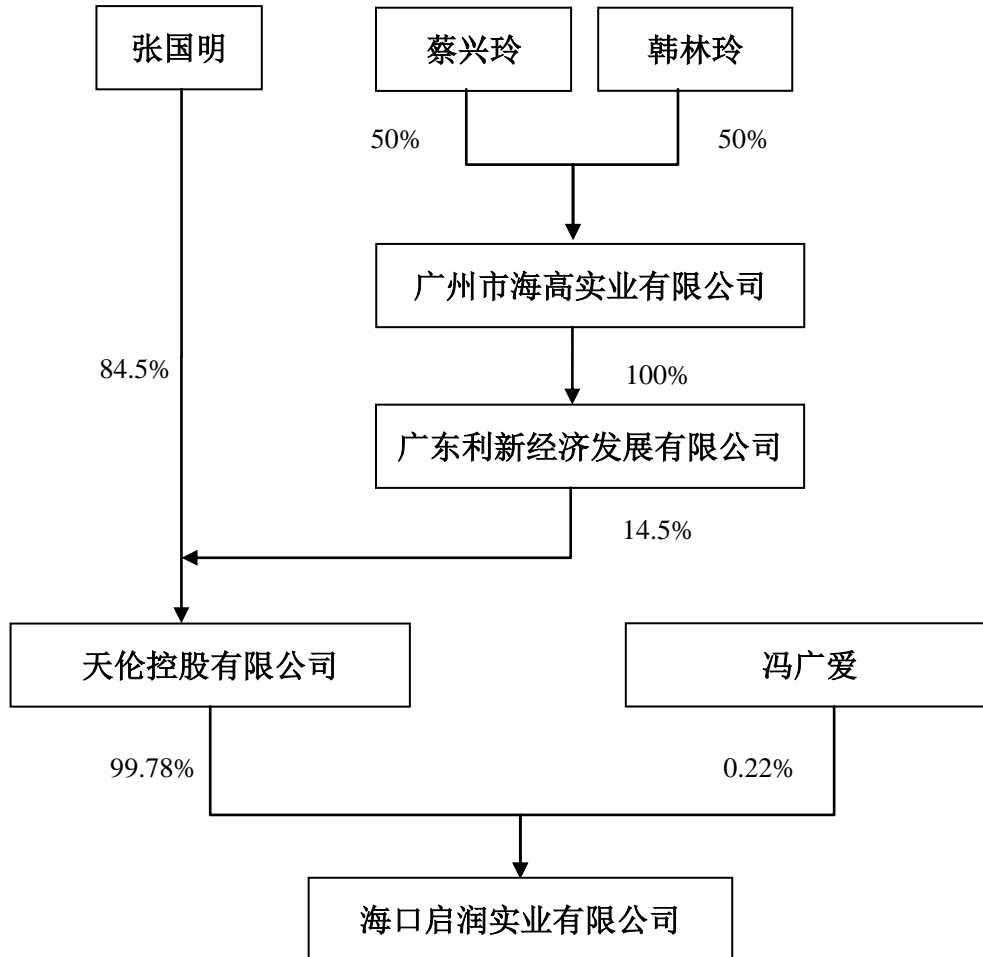 张国明
蔡兴玲
韩林玲
50%
50%
广州市海高实业有限公司
84.5%
100%
广东利新经济发展有限公司
14.5%
天伦控股有限公司
冯广爱
99.78%
0.22%
海口启润实业有限公司